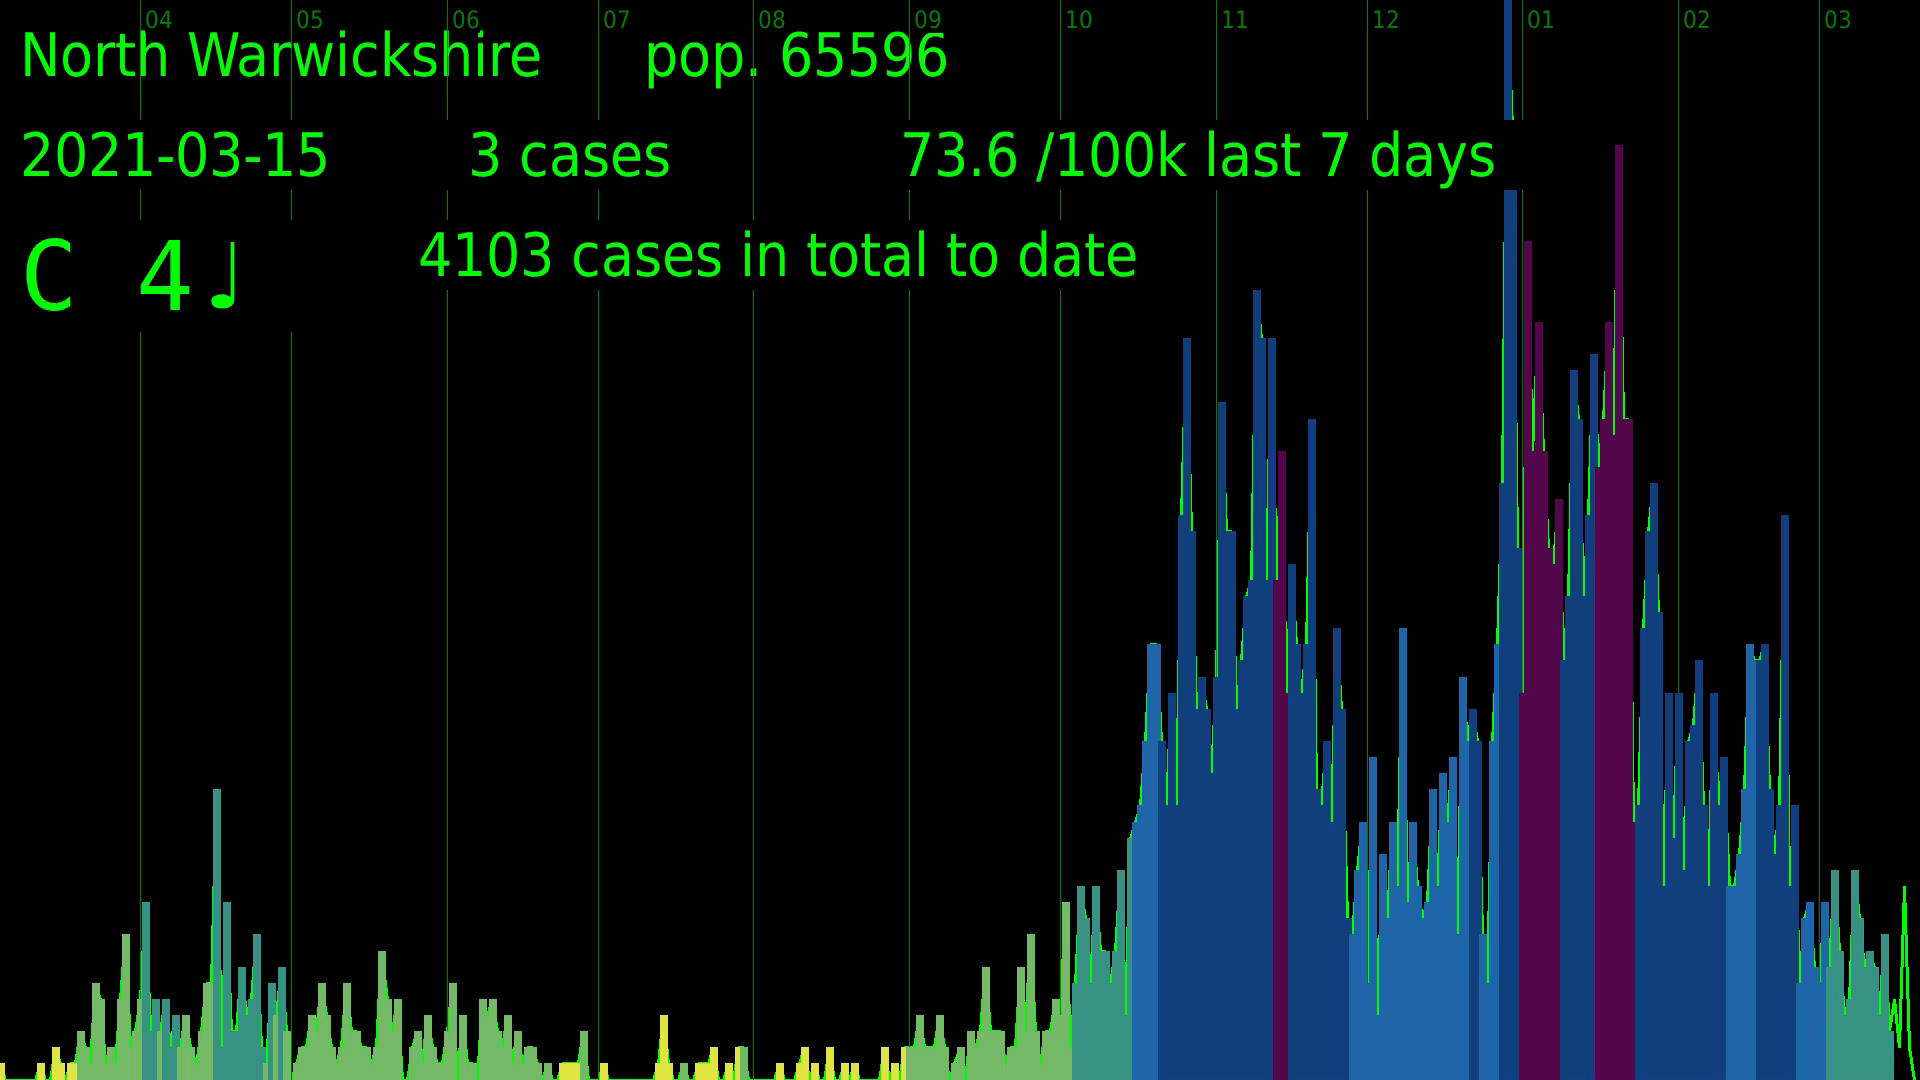 04 05 06 07 08 09 10 11 12 01 02 03
North Warwickshire pop. 65596
2021-03-15 3 cases 73.6 /100k last 7 days
C 4♩ 4103 cases in total to date